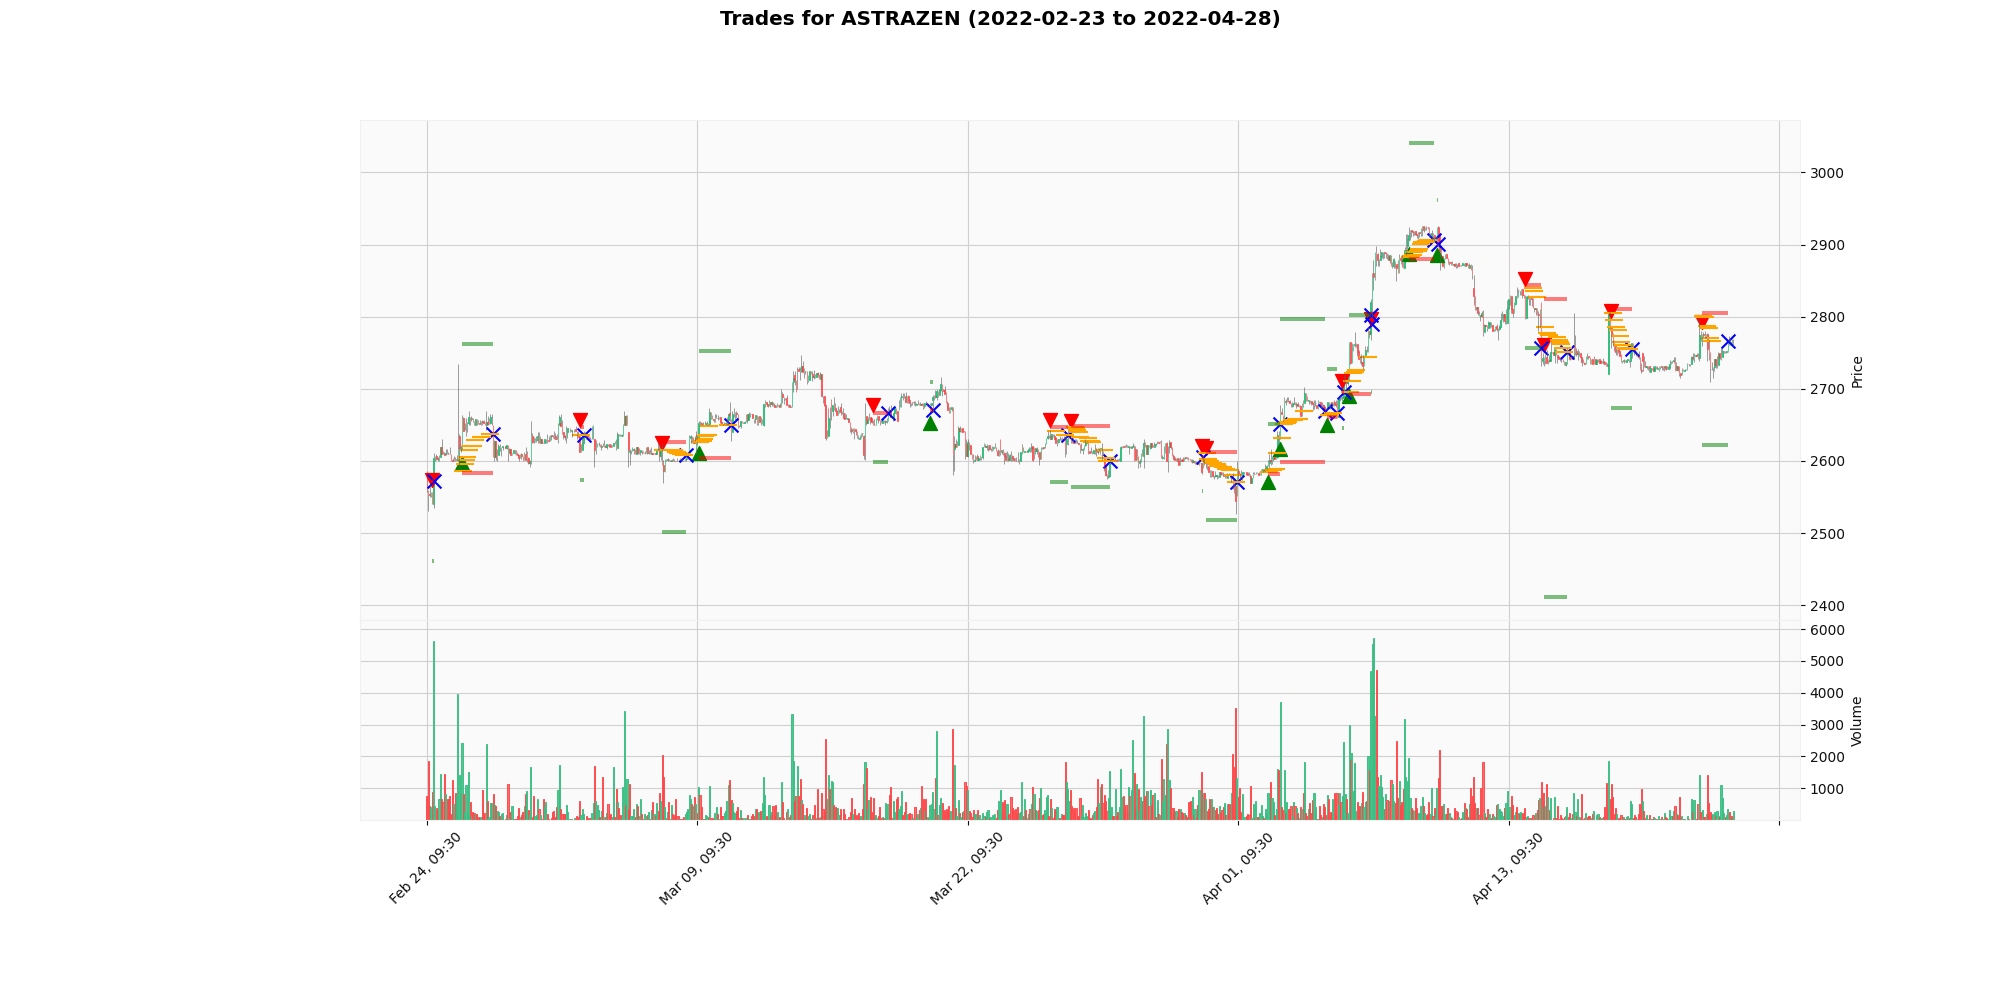 Trades for ASTRAZEN (2022-02-23 to 2022-04-28)
3000
2900
2800
2700
2600
2500
2400
Price
6000
5000
4000
3000
2000
1000
Volume
Feb 24, 09:30
Mar 09, 09:30
Mar 22, 09:30
Apr 01, 09:30
Apr 13, 09:30